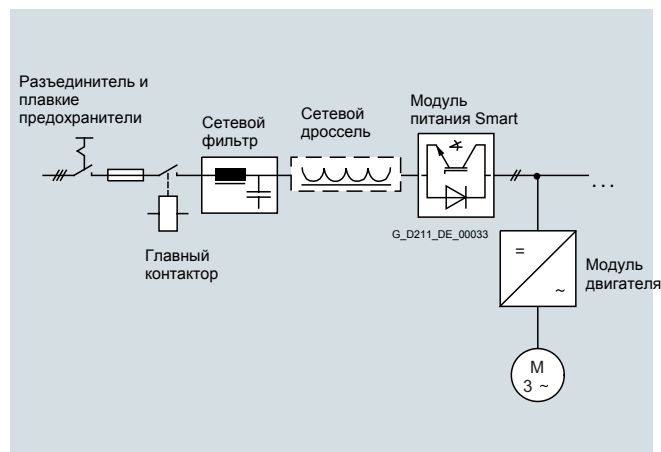 Разъединитель и
плавкие
предохранители
Сетевой
фильтр
Сетевой
дроссель
Модуль
питания Smart
G_D211_DE_00033
Главный
контактор
...
=
~
Модуль
двигателя
M
3 ~